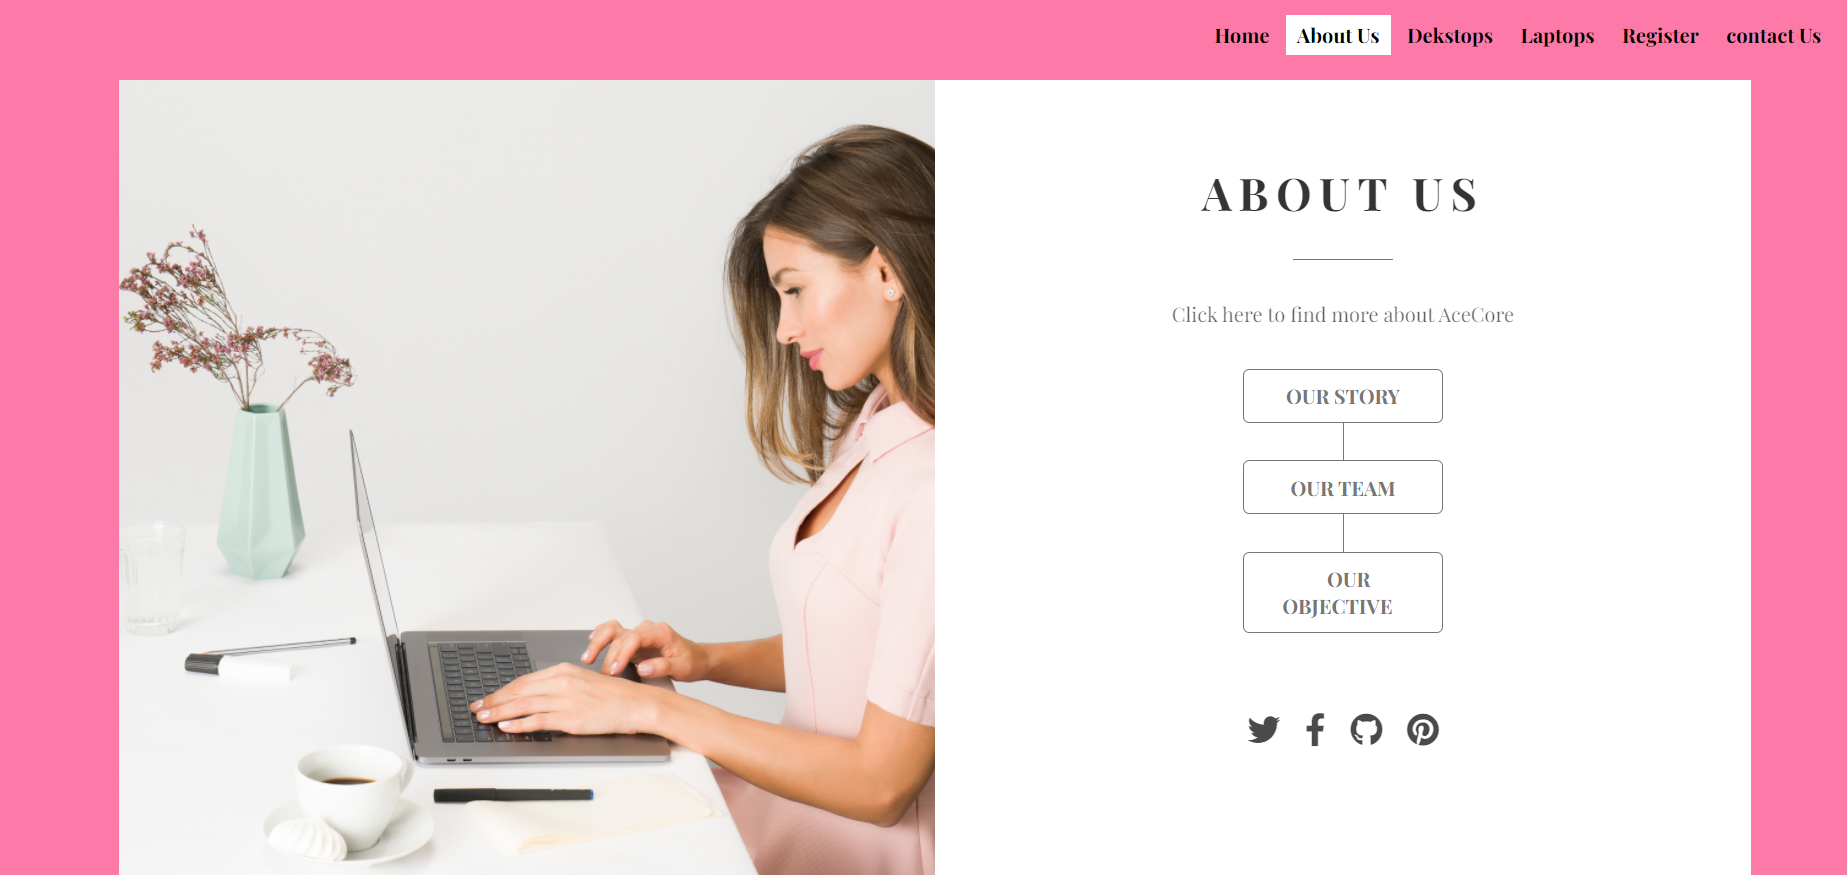 Home About Us Dekstops Laptops Register contact Us
ABOUT US
Click here to find more about AceCore
OUR STORY
OUR TEAM
OUR
OBJECTIVE